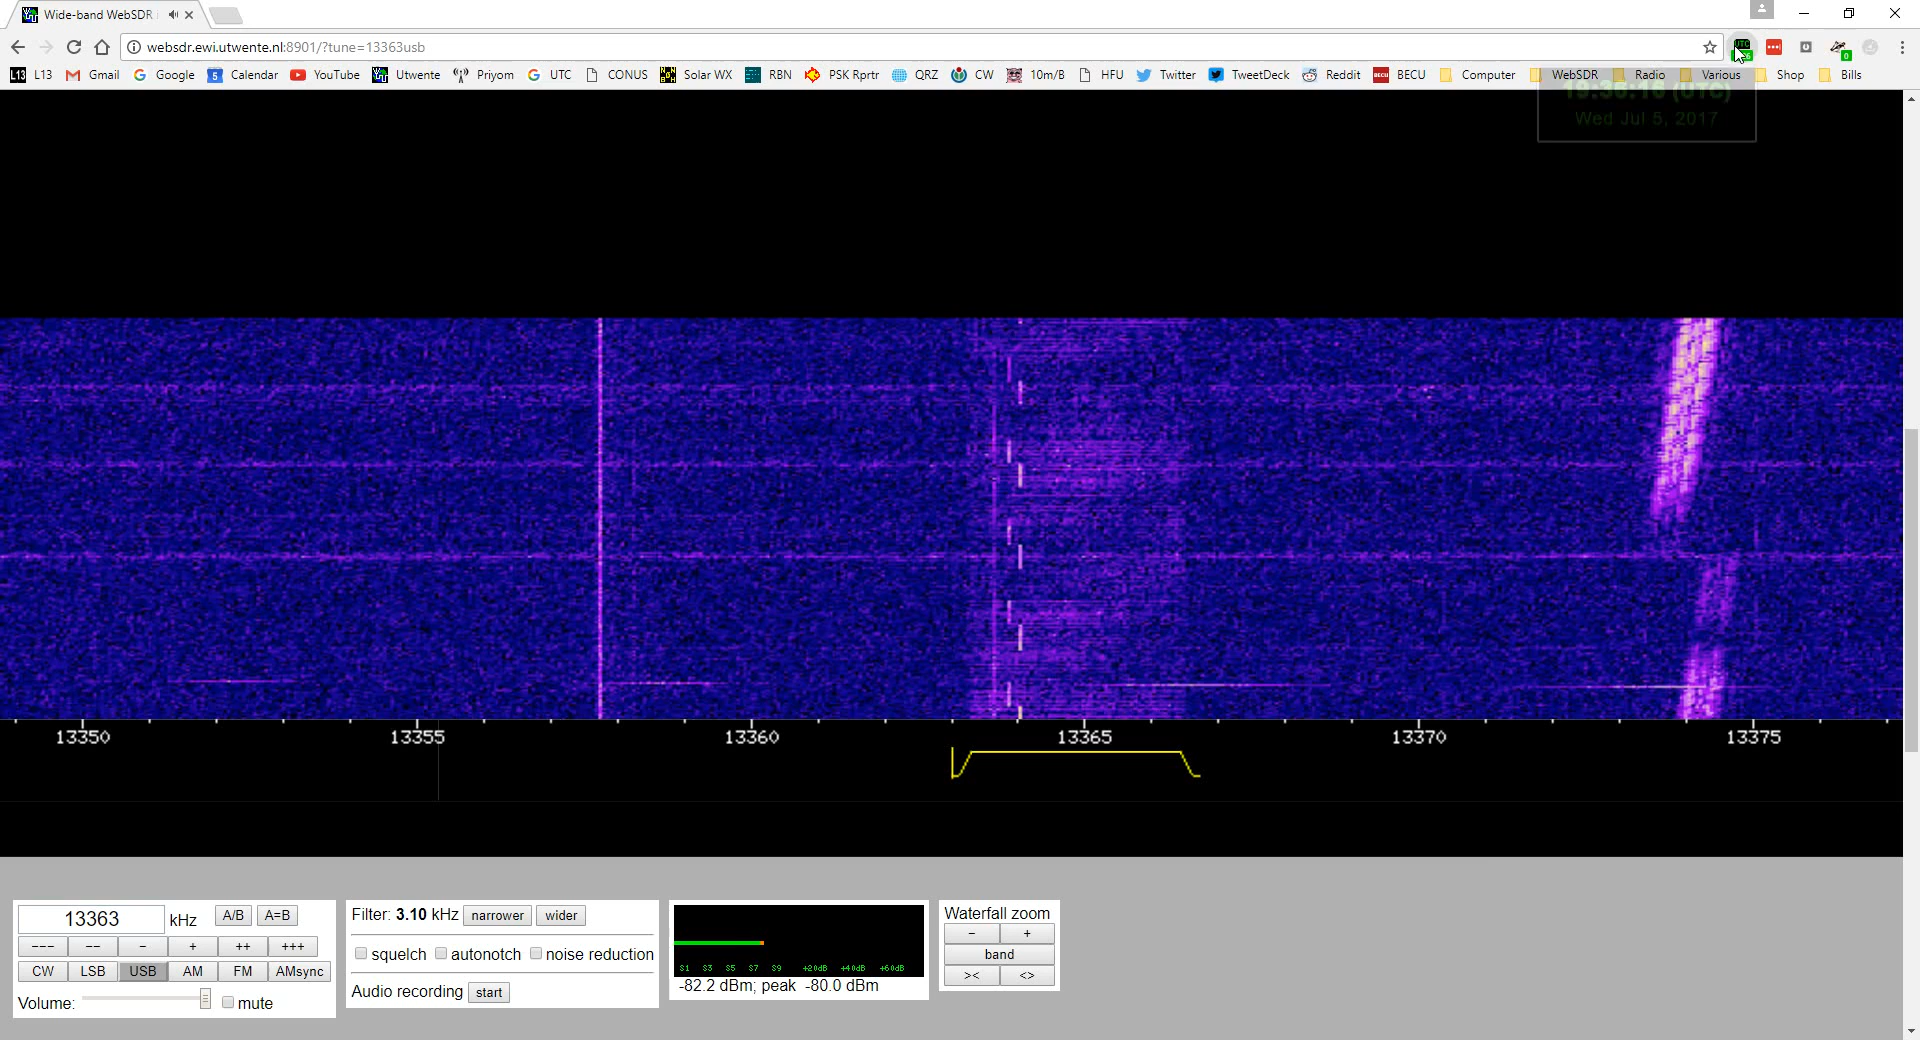 Wide-band WebSDR
websdr.ewi.utwente.nl:8901/?tune=13363usb
L13 L13 Gmail Google 5 Calendar YouTube Utwente Priyom UTC CONUS Solar WX RBN PSK Rprtr QRZ CW 10m/B HFU Twitter TweetDeck Reddit BECU BECU Computer WebSDR Radio Various Shop Bills
(UTC)
Wed Jul 5, 2017
13350 13355 13360 13365 13370 13375
13363 kHz A/B A=B
--- -- - + ++ +++
CW LSB USB AM FM AMsync
Volume: mute
Filter: 3.10 kHz narrower wider
squelch autonotch noise reduction
Audio recording start
S1 S3 S5 S7 S9 +20dB +40dB +60dB
-82.2 dBm; peak -80.0 dBm
Waterfall zoom
- +
band
>< <>